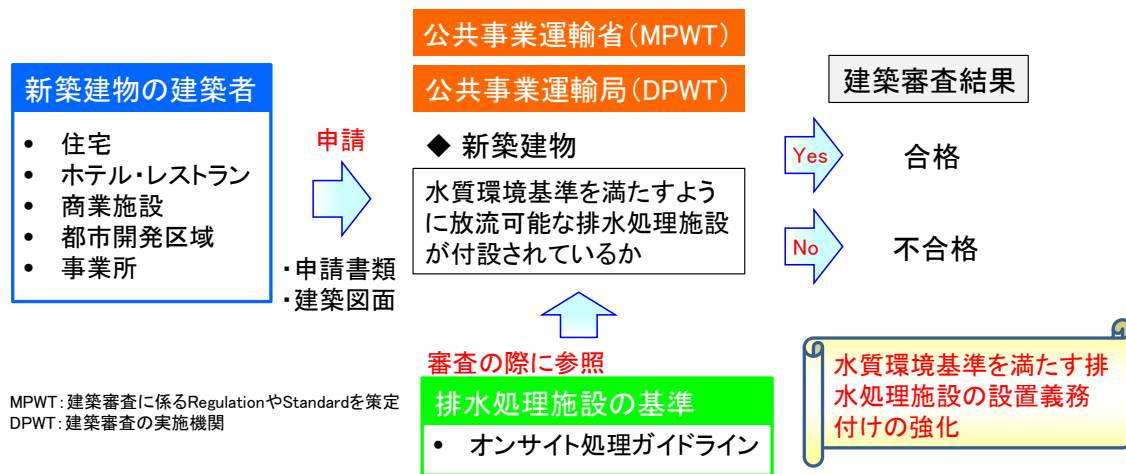 公共事業運輸省（MPWT）
公共事業運輸局（DPWT）
新築建物の建築者
• 住宅
• ホテル・レストラン
• 商業施設
• 都市開発区域
• 事業所
申請
・申請書類
・建築図面
◆ 新築建物
水質環境基準を満たすよう
に放流可能な排水処理施設
が付設されているか
建築審査結果
Yes
合格
No
不合格
審査の際に参照
排水処理施設の基準
• オンサイト処理ガイドライン
水質環境基準を満たす排
水処理施設の設置義務
付けの強化
MPWT：建築審査に係るRegulationやStandardを策定
DPWT：建築審査の実施機関